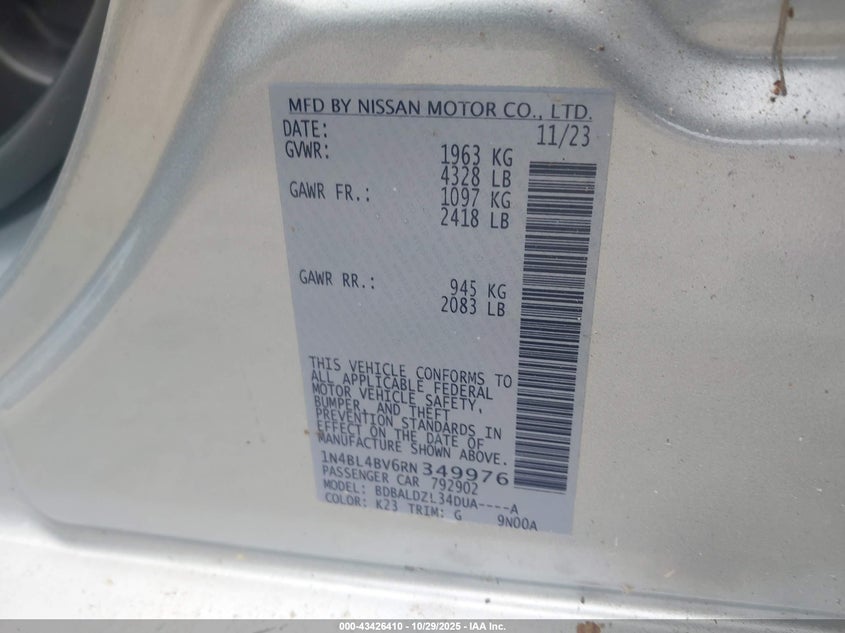 MFD BY NISSAN MOTOR CO., LTD.
DATE: 11/23
GVWR: 1963 KG
4328 LB
GAWR FR.: 1097 KG
2418 LB
GAWR RR.: 945 KG
2083 LB
THIS VEHICLE CONFORMS TO
ALL APPLICABLE FEDERAL
MOTOR VEHICLE SAFETY,
BUMPER, AND THEFT
PREVENTION STANDARDS IN
EFFECT ON THE DATE OF
MANUFACTURE SHOWN ABOVE.
1N4BL4BV6RN349976
PASSENGER CAR 792902
MODEL: BDBALDZL34DUA----A
COLOR: K23 TRIM: G 9N00A
000-43426410 - 10/29/2025 - IAA Inc.